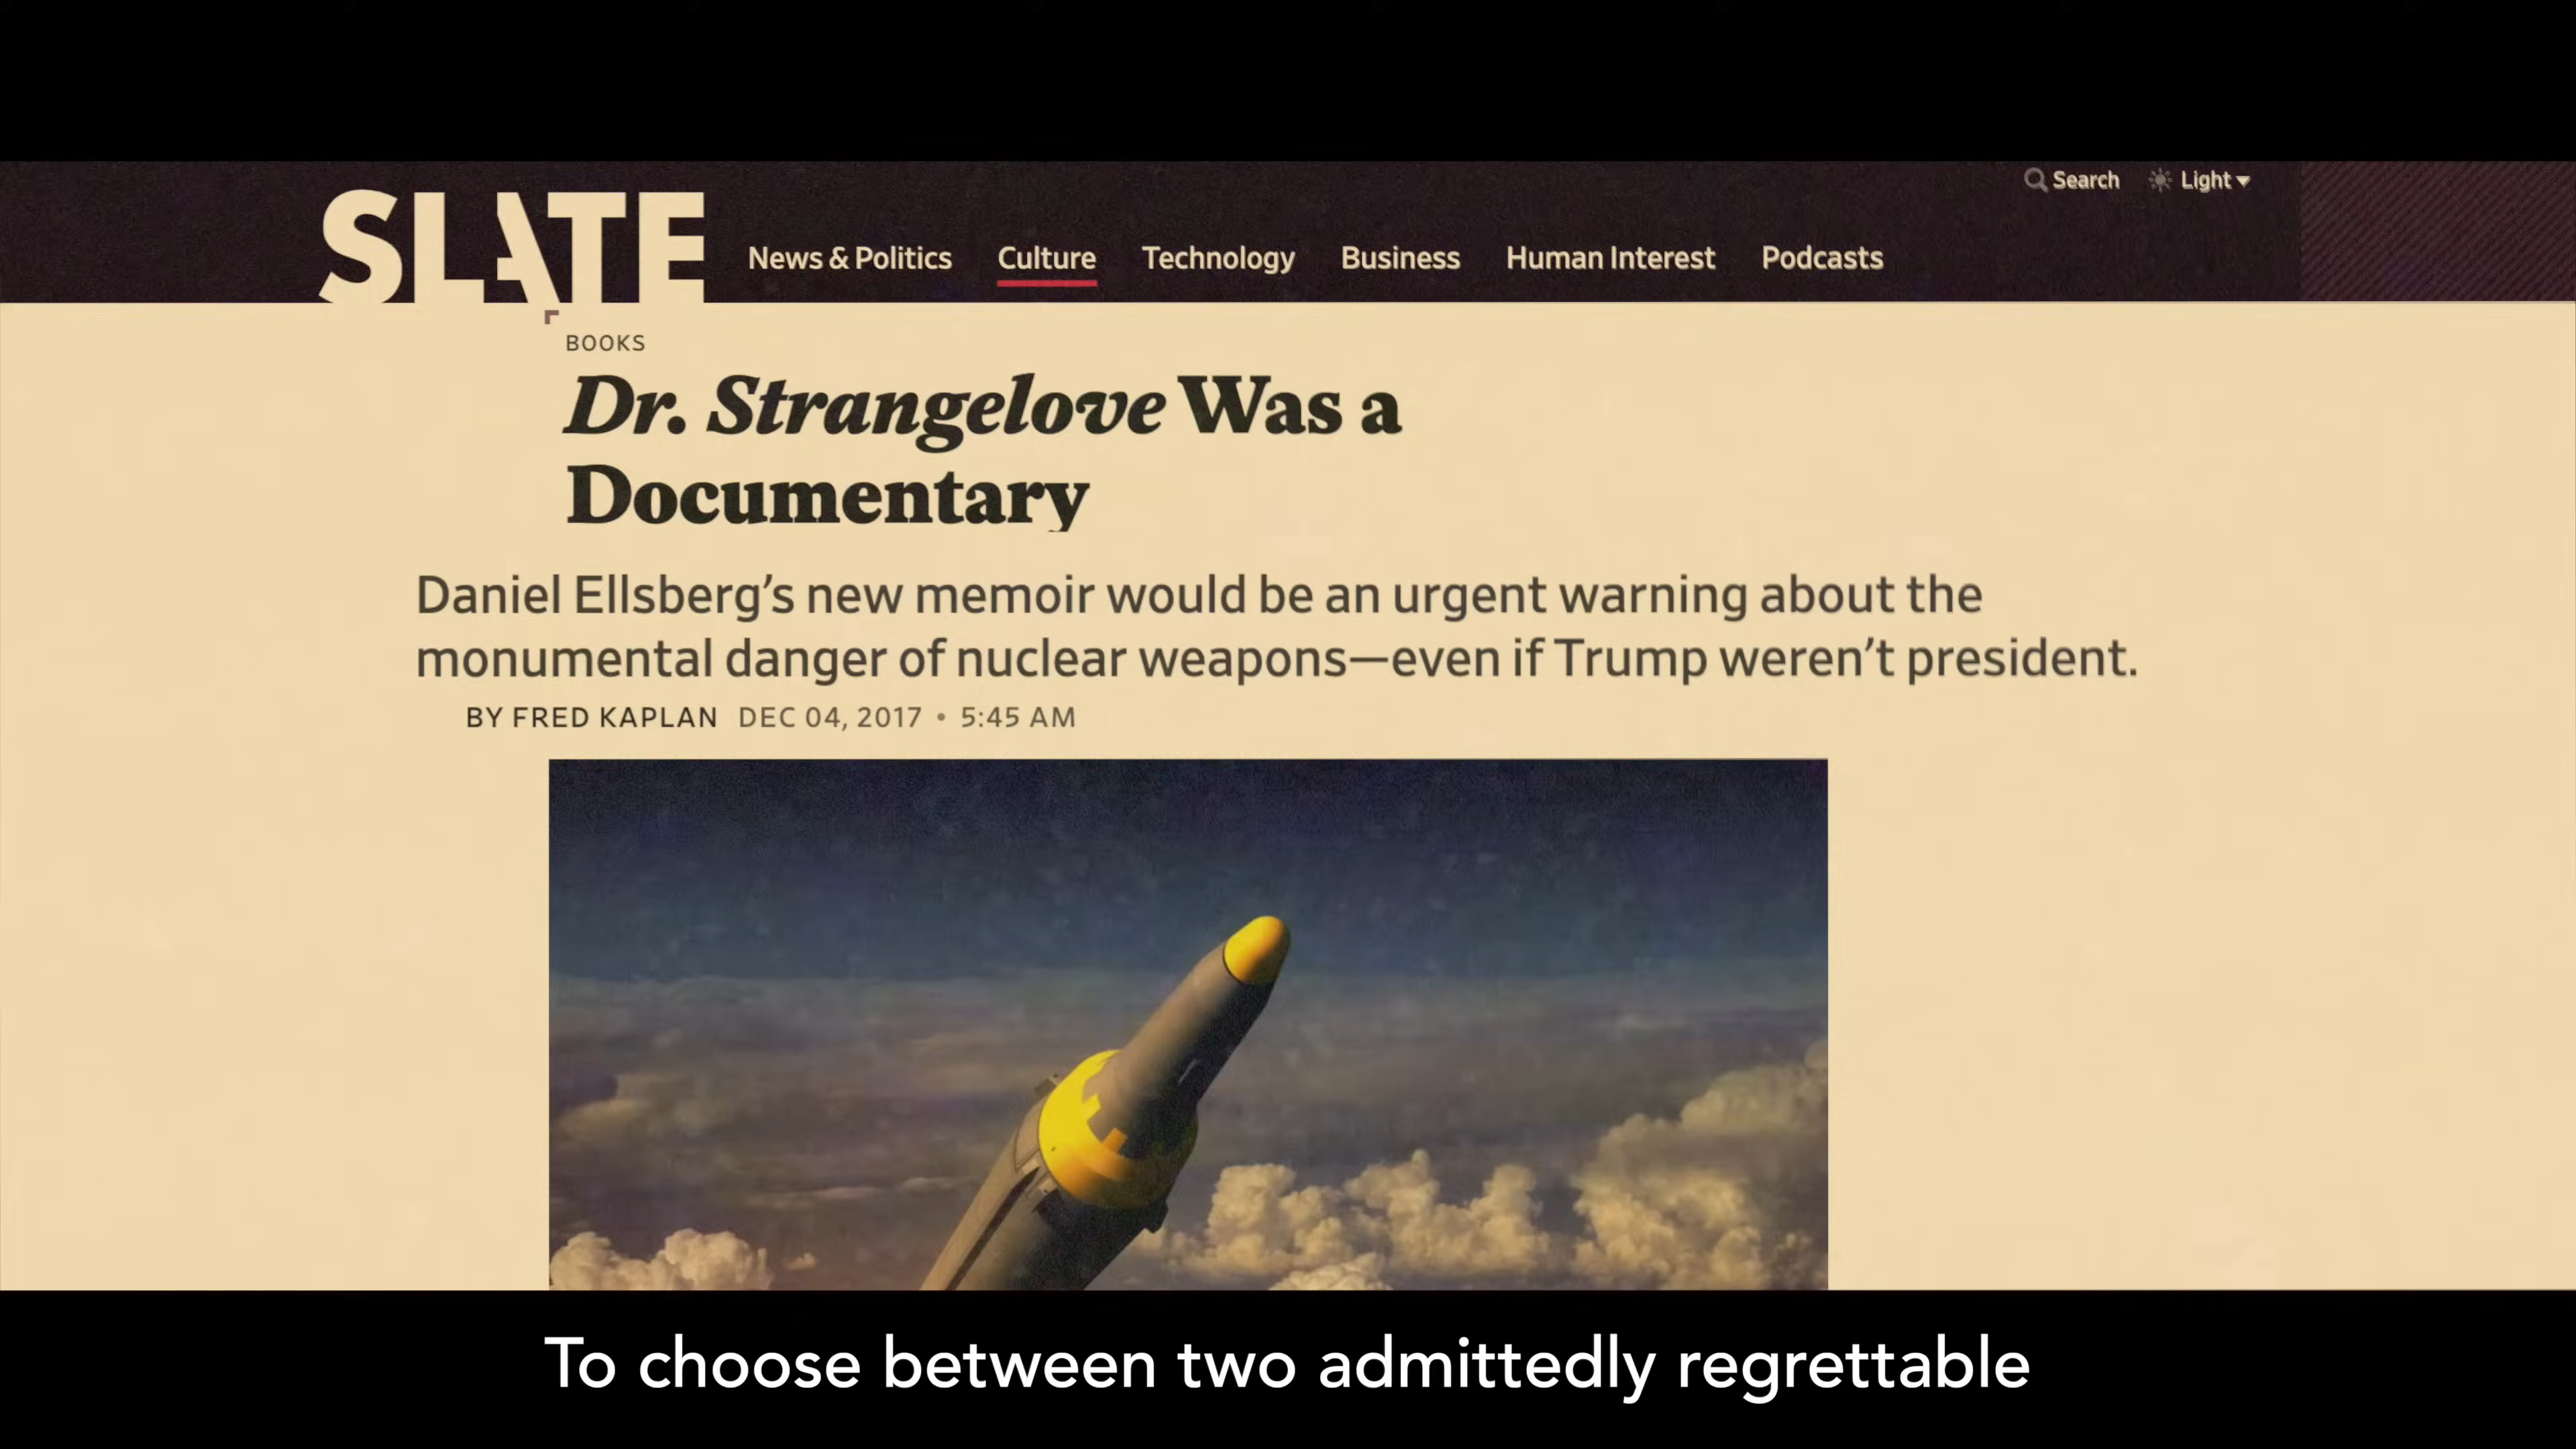 Search Light
SLATE News & Politics Culture Technology Business Human Interest Podcasts
BOOKS
Dr. Strangelove Was a
Documentary
Daniel Ellsberg’s new memoir would be an urgent warning about the
monumental danger of nuclear weapons—even if Trump weren’t president.
BY FRED KAPLAN DEC 04, 2017 • 5:45 AM
To choose between two admittedly regrettable